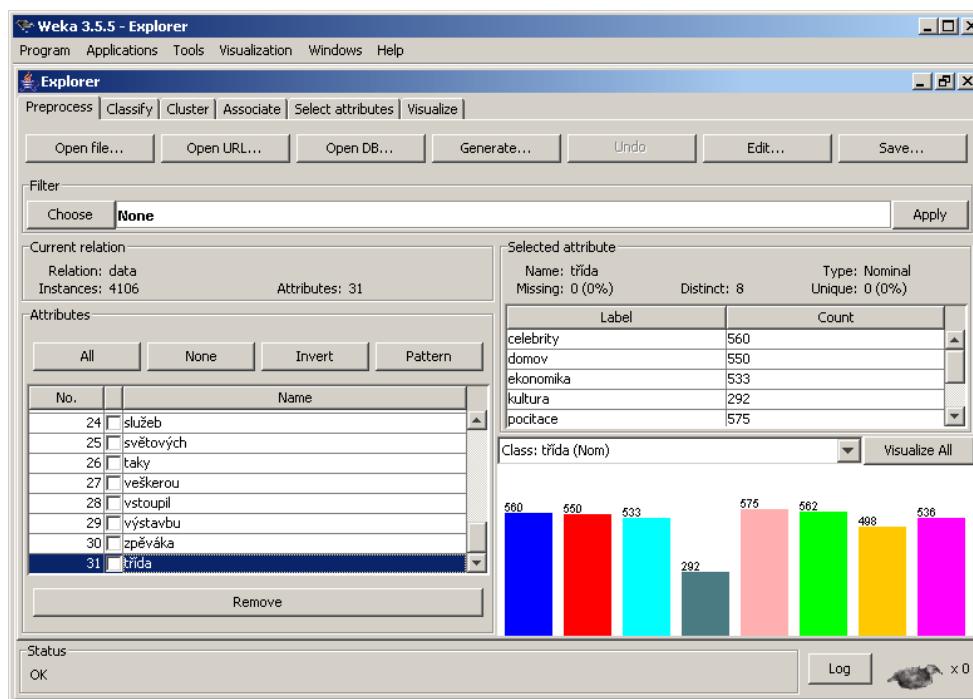 Weka 3.5.5 - Explorer
Program Applications Tools Visualization Windows Help
Explorer
Preprocess Classify Cluster Associate Select attributes Visualize
Open file... Open URL... Open DB... Generate... Undo Edit... Save...
Filter
Choose None Apply
Current relation
Relation: data
Instances: 4106 Attributes: 31
Attributes
All None Invert Pattern
No. Name
24 služeb
25 světových
26 taky
27 veškerou
28 vstoupil
29 výstavbu
30 zpěváka
31 třída
Remove
Selected attribute
Name: třída Type: Nominal
Missing: 0 (0%) Distinct: 8 Unique: 0 (0%)
Label Count
celebrity 560
domov 550
ekonomika 533
kultura 292
pocitace 575
Class: třída (Nom) Visualize All
560 550 533 292 575 562 498 536
Status
OK
Log x 0